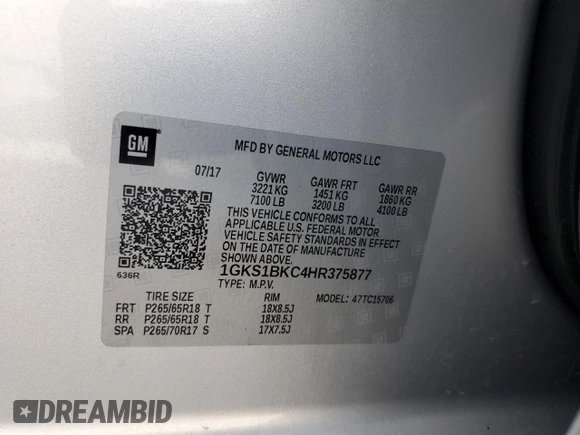 GM
MFD BY GENERAL MOTORS LLC
07/17
GVWR GAWR FRT GAWR RR
3221 KG 1451 KG 1860 KG
7100 LB 3200 LB 4100 LB
THIS VEHICLE CONFORMS TO ALL
APPLICABLE U.S. FEDERAL MOTOR
VEHICLE SAFETY STANDARDS IN EFFECT
ON THE DATE OF MANUFACTURE
SHOWN ABOVE.
636R
1GKS1BKC4HR375877
TYPE: M.P.V.
TIRE SIZE RIM MODEL: 47TC15706
FRT P265/65R18 T 18X8.5J
RR P265/65R18 T 18X8.5J
SPA P265/70R17 S 17X7.5J
DREAMBID